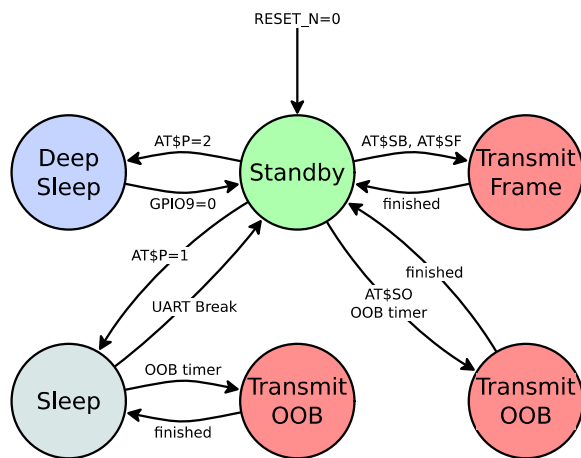 RESET_N=0
AT$P=2
AT$SB, AT$SF
Deep
Sleep
Standby
Transmit
Frame
GPIO9=0
finished
AT$P=1
finished
UART Break
AT$SO
OOB timer
OOB timer
Sleep
Transmit
OOB
Transmit
OOB
finished